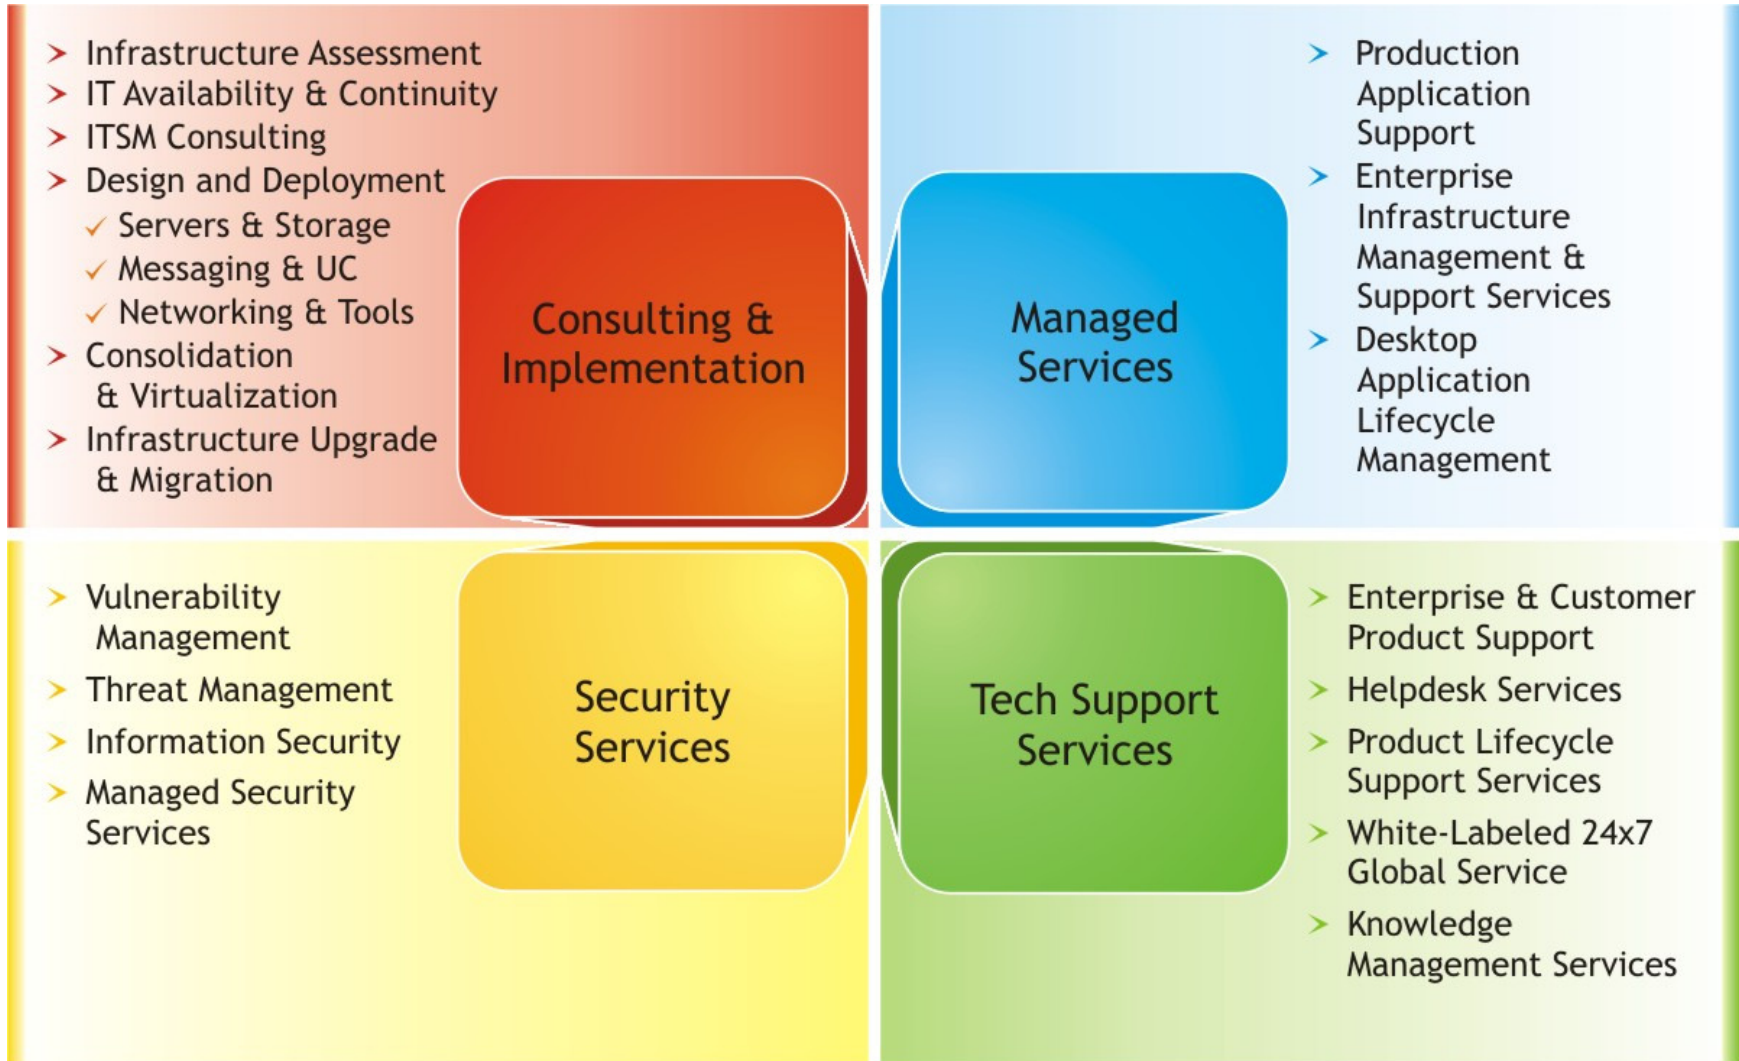 Infrastructure Assessment
IT Availability & Continuity
ITSM Consulting
Design and Deployment
Servers & Storage
Messaging & UC
Networking & Tools
Consolidation
& Virtualization
Infrastructure Upgrade
& Migration
Consulting &
Implementation
Managed
Services
Production
Application
Support
Enterprise
Infrastructure
Management &
Support Services
Desktop
Application
Lifecycle
Management
Vulnerability
Management
Threat Management
Information Security
Managed Security
Services
Security
Services
Tech Support
Services
Enterprise & Customer
Product Support
Helpdesk Services
Product Lifecycle
Support Services
White-Labeled 24x7
Global Service
Knowledge
Management Services